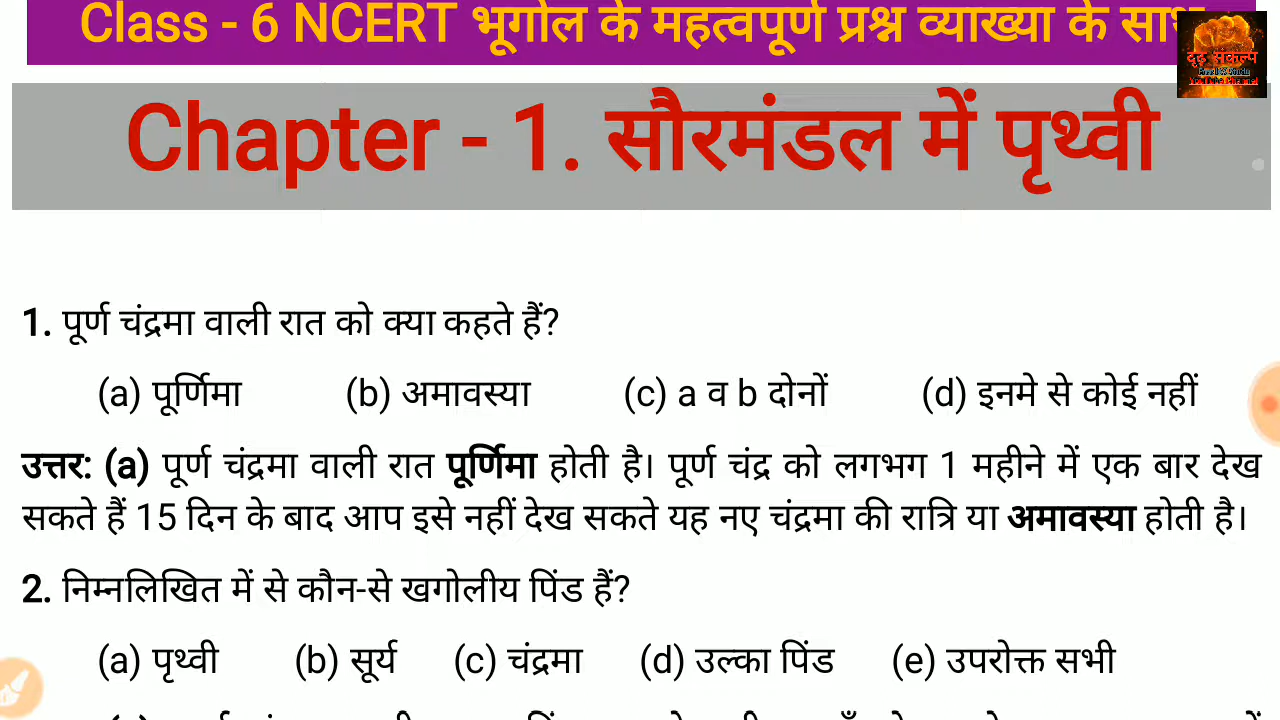 Class - 6 NCERT भूगोल के महत्वपूर्ण प्रश्न व्याख्या के साथ
दृढ़ संकल्प
Chapter - 1. सौरमंडल में पृथ्वी
1. पूर्ण चंद्रमा वाली रात को क्या कहते हैं?
(a) पूर्णिमा (b) अमावस्या (c) a व b दोनों (d) इनमे से कोई नहीं
उत्तर: (a) पूर्ण चंद्रमा वाली रात पूर्णिमा होती है। पूर्ण चंद्र को लगभग 1 महीने में एक बार देख
सकते हैं 15 दिन के बाद आप इसे नहीं देख सकते यह नए चंद्रमा की रात्रि या अमावस्या होती है।
2. निम्नलिखित में से कौन-से खगोलीय पिंड हैं?
(a) पृथ्वी (b) सूर्य (c) चंद्रमा (d) उल्का पिंड (e) उपरोक्त सभी